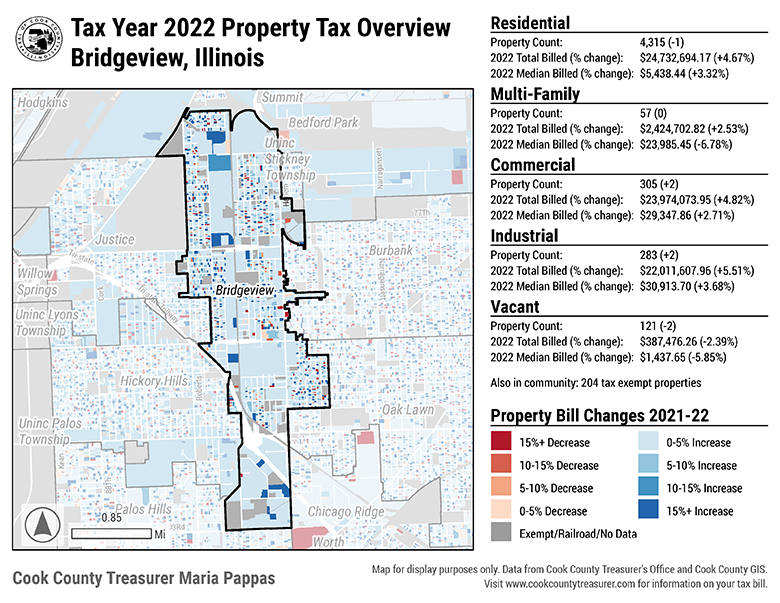 Tax Year 2022 Property Tax Overview
Bridgeview, Illinois
Residential
Property Count: 4,315 (-1)
2022 Total Billed (% change): $24,732,694.17 (+4.67%)
2022 Median Billed (% change): $5,438.44 (+3.32%)
Multi-Family
Property Count: 57 (0)
2022 Total Billed (% change): $2,424,702.82 (+2.53%)
2022 Median Billed (% change): $23,985.45 (-6.78%)
Commercial
Property Count: 305 (+2)
2022 Total Billed (% change): $23,974,073.95 (+4.82%)
2022 Median Billed (% change): $29,347.86 (+2.71%)
Industrial
Property Count: 283 (+2)
2022 Total Billed (% change): $22,011,607.96 (+5.51%)
2022 Median Billed (% change): $30,913.70 (+3.68%)
Vacant
Property Count: 121 (-2)
2022 Total Billed (% change): $387,476.26 (-2.39%)
2022 Median Billed (% change): $1,437.65 (-5.85%)
Also in community: 204 tax exempt properties
Property Bill Changes 2021-22
15%+ Decrease
10-15% Decrease
5-10% Decrease
0-5% Decrease
Exempt/Railroad/No Data
0-5% Increase
5-10% Increase
10-15% Increase
15%+ Increase
Hodgkins
Summit
Bedford Park
Uninc
Stickney
Township
Narragansett
77Th
Justice
Burbank
Willow
Springs
Bridgeview
Uninc Lyons
Township
Hickory Hills
Roberts
Oak Lawn
Uninc Palos
Township
Kean
88Th
Palos Hills
Chicago Ridge
Worth
0.85
Mi
Cook County Treasurer Maria Pappas
Map for display purposes only. Data from Cook County Treasurer's Office and Cook County GIS.
Visit www.cookcountytreasurer.com for information on your tax bill.